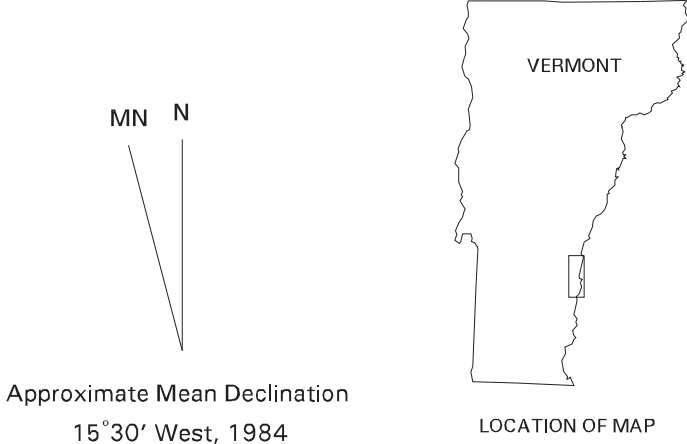 MN N
Approximate Mean Declination
15°30′ West, 1984
VERMONT
LOCATION OF MAP